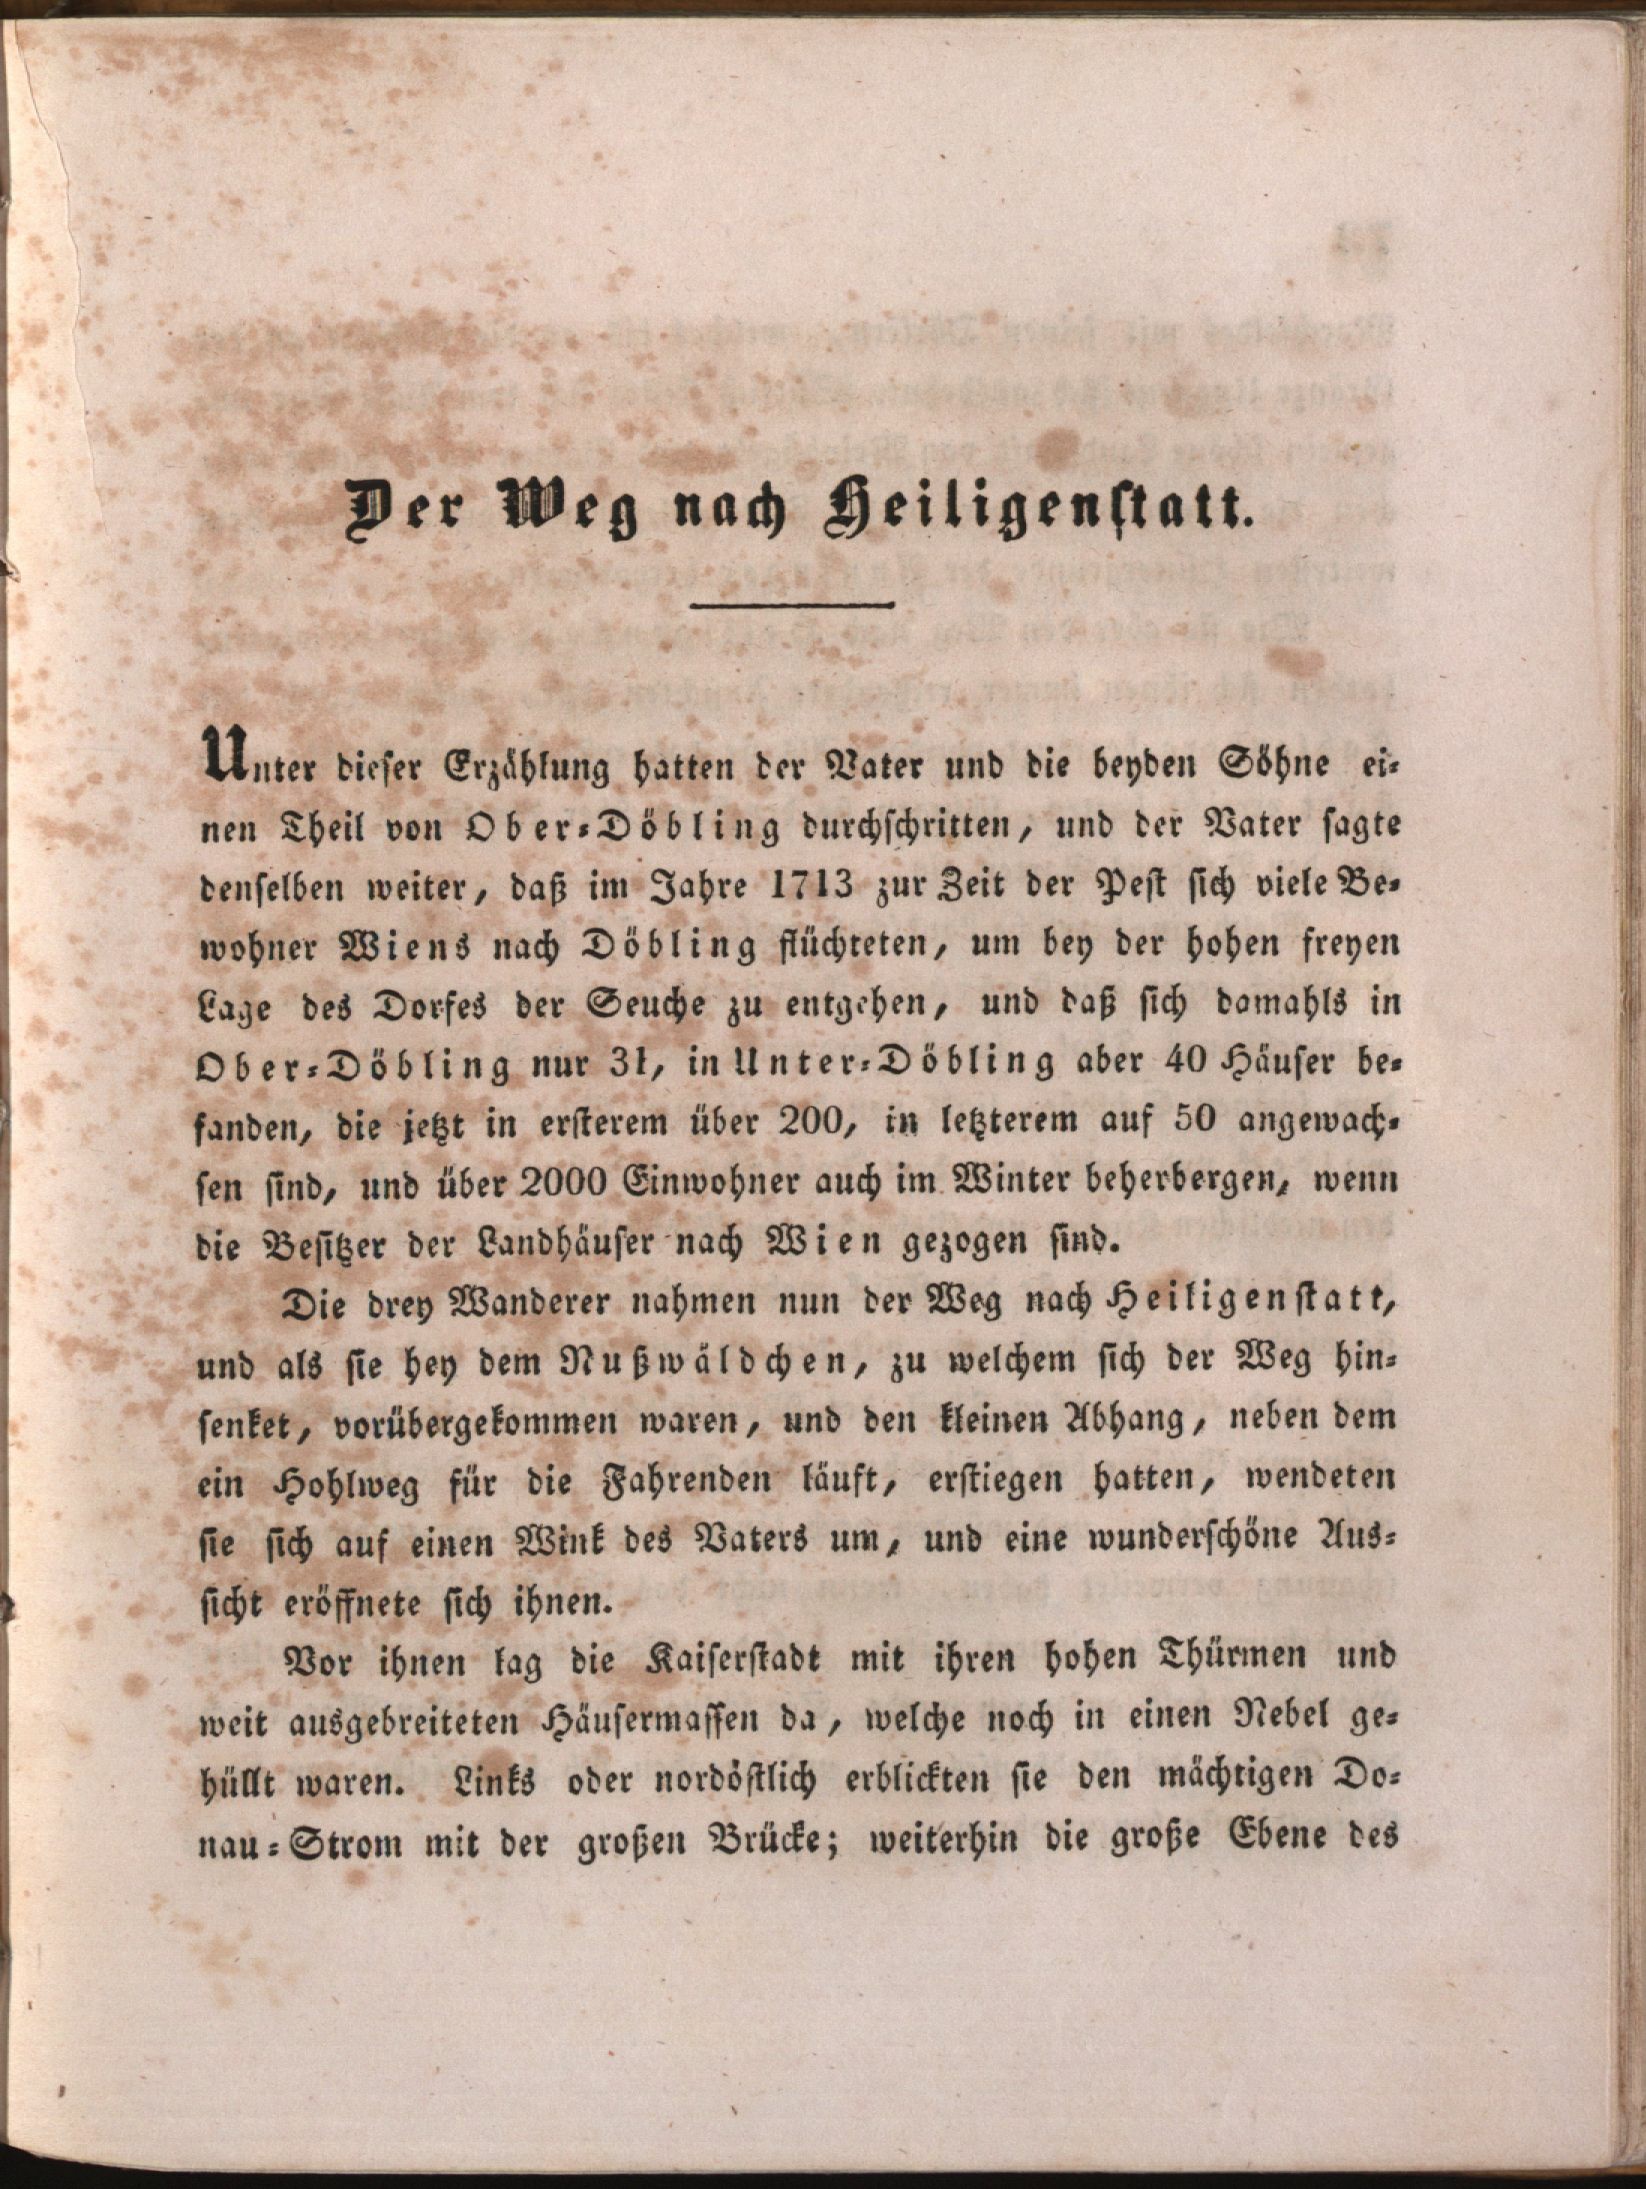 Der Weg nach Heiligenstatt.
Unter dieser Erzählung hatten der Vater und die beyden Söhne ei-
nen Theil von Ober-Döbling durchschritten, und der Vater sagte
denselben weiter, daß im Jahre 1713 zur Zeit der Pest sich viele Be-
wohner Wiens nach Döbling flüchteten, um bey der hohen freyen
Lage des Dorfes der Seuche zu entgehen, und daß sich damahls in
Ober-Döbling nur 31, in Unter-Döbling aber 40 Häuser be-
fanden, die jetzt in ersterem über 200, in letzterem auf 50 angewach-
sen sind, und über 2000 Einwohner auch im Winter beherbergen, wenn
die Besitzer der Landhäuser nach Wien gezogen sind.
Die drey Wanderer nahmen nun der Weg nach Heiligenstatt,
und als sie hey dem Nußwäldchen, zu welchem sich der Weg hin-
senket, vorübergekommen waren, und den kleinen Abhang, neben dem
ein Hohlweg für die Fahrenden läuft, erstiegen hatten, wendeten
sie sich auf einen Wink des Vaters um, und eine wunderschöne Aus-
sicht eröffnete sich ihnen.
Vor ihnen lag die Kaiserstadt mit ihren hohen Thürmen und
weit ausgebreiteten Häusermassen da, welche noch in einen Nebel ge-
hüllt waren. Links oder nordöstlich erblickten sie den mächtigen Do-
nau-Strom mit der großen Brücke; weiterhin die große Ebene des